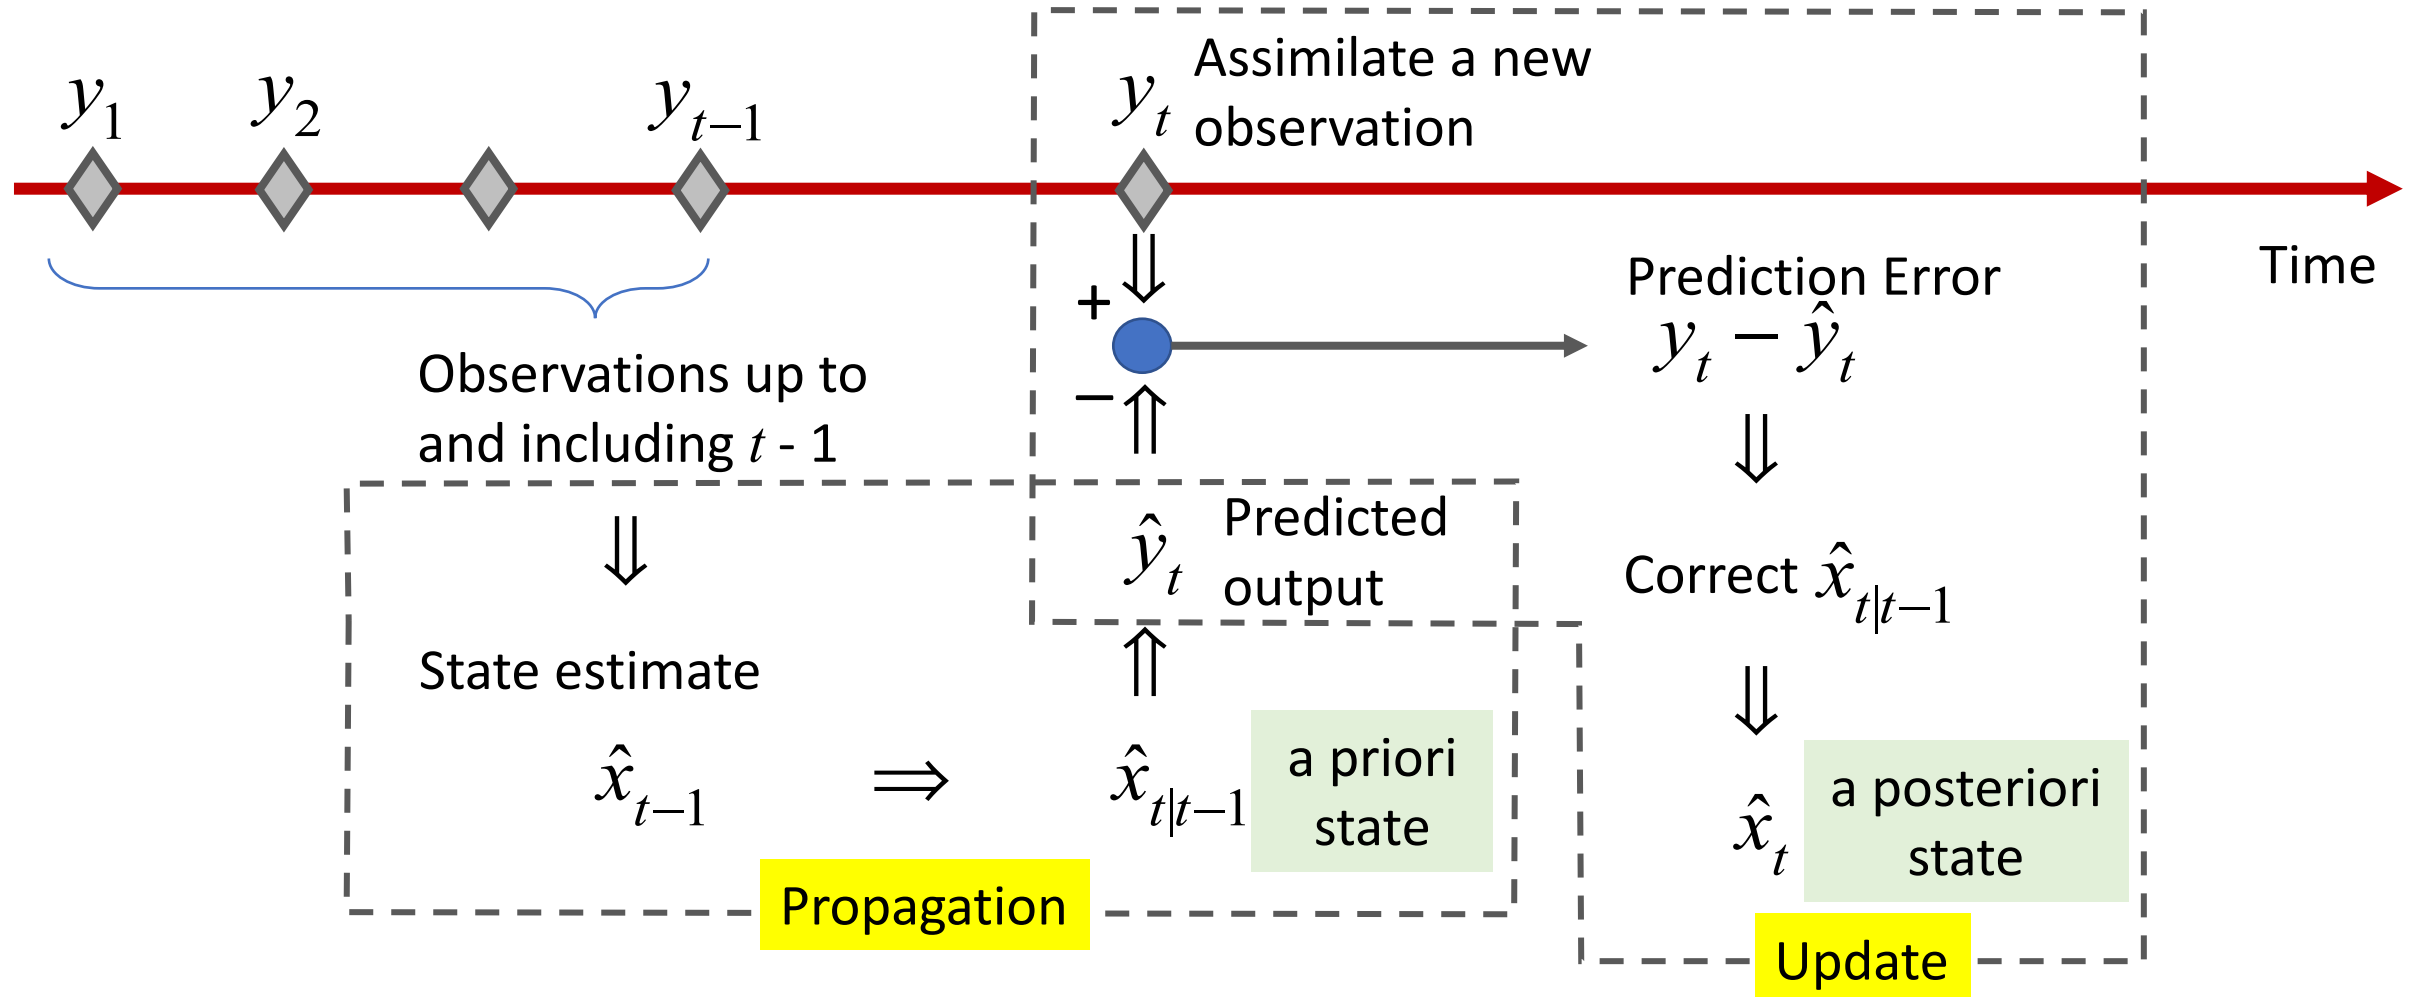 y₁ y₂ yₜ₋₁ yₜ
Assimilate a new
observation
Time
+
−
Prediction Error
yₜ − ŷₜ
Observations up to
and including t - 1
⇓
ŷₜ
Predicted
output
Correct x̂ₜ|ₜ₋₁
State estimate
x̂ₜ₋₁ ⇒ x̂ₜ|ₜ₋₁
a priori
state
x̂ₜ
a posteriori
state
Propagation
Update